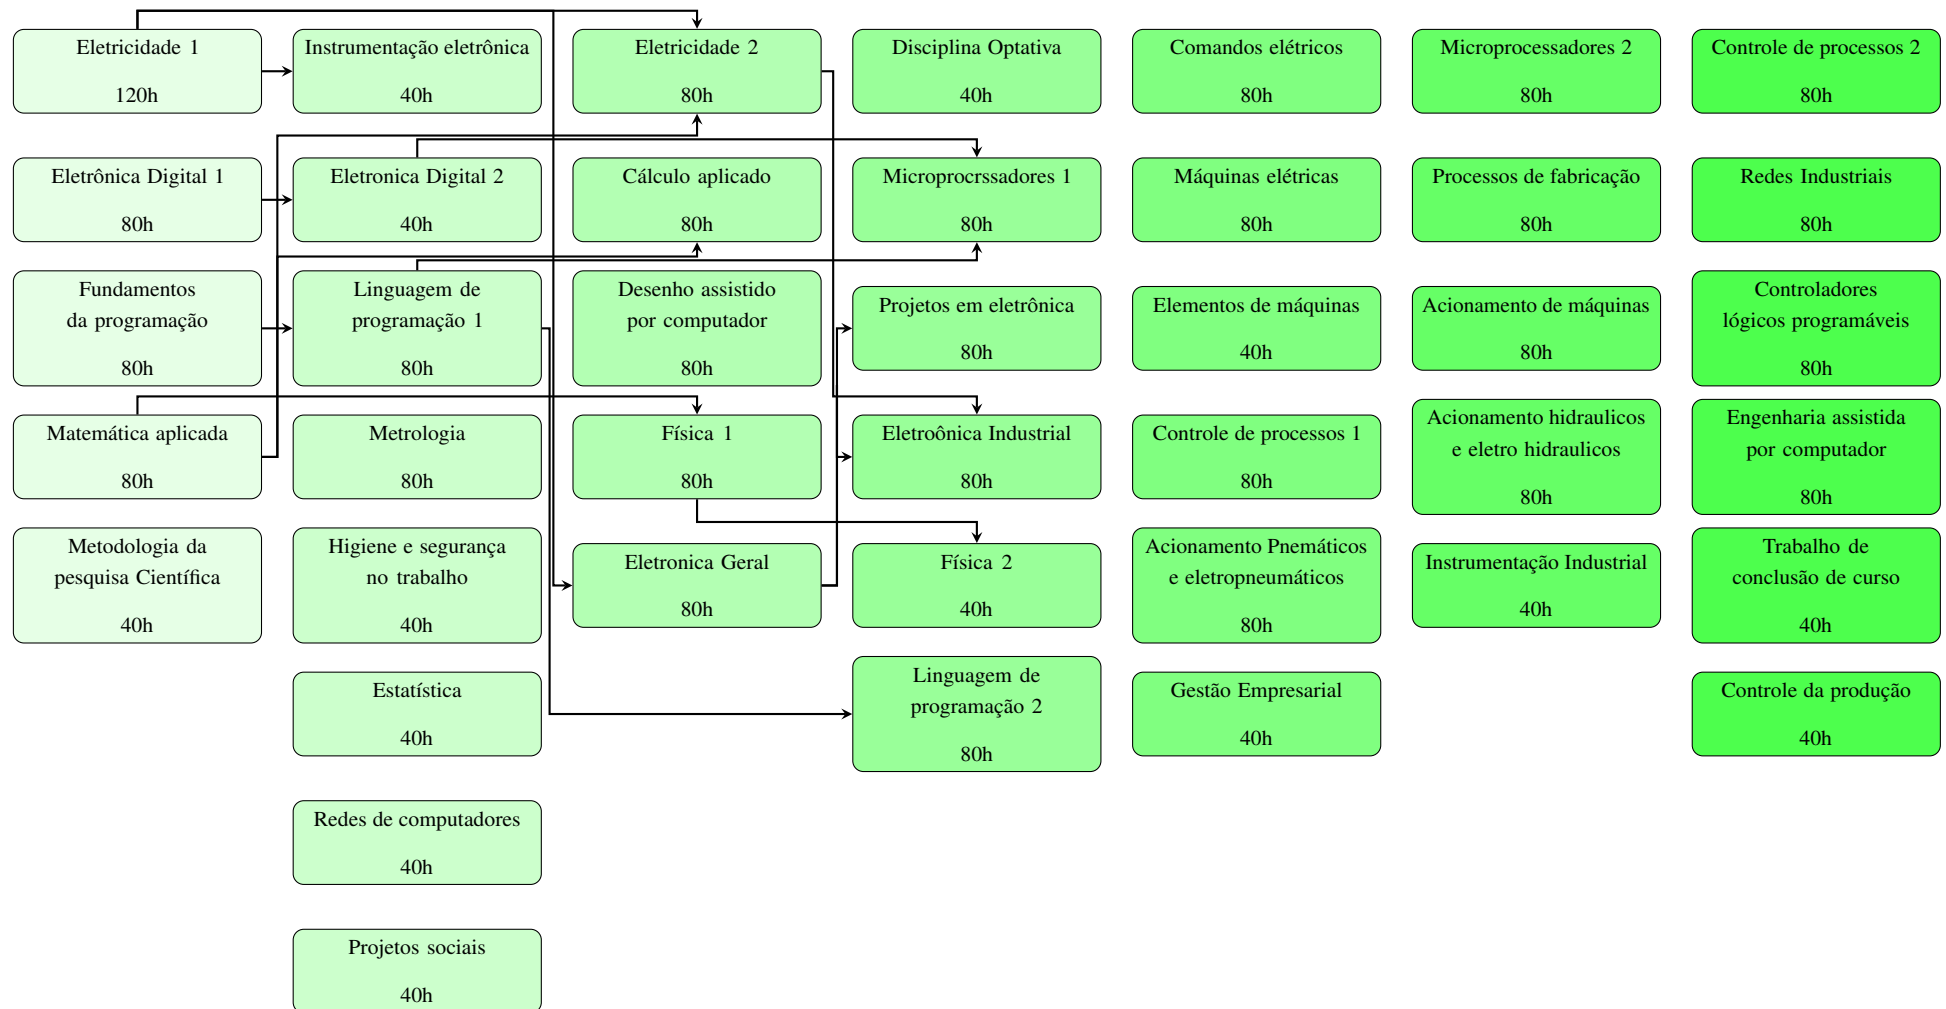 Eletricidade 1
120h
Eletrônica Digital 1
80h
Fundamentos
da programação
80h
Matemática aplicada
80h
Metodologia da
pesquisa Científica
40h
Instrumentação eletrônica
40h
Eletronica Digital 2
40h
Linguagem de
programação 1
80h
Metrologia
80h
Higiene e segurança
no trabalho
40h
Estatística
40h
Redes de computadores
40h
Projetos sociais
40h
Eletricidade 2
80h
Cálculo aplicado
80h
Desenho assistido
por computador
80h
Física 1
80h
Eletronica Geral
80h
Disciplina Optativa
40h
Microprocrssadores 1
80h
Projetos em eletrônica
80h
Eletroônica Industrial
80h
Física 2
40h
Linguagem de
programação 2
80h
Comandos elétricos
80h
Máquinas elétricas
80h
Elementos de máquinas
40h
Controle de processos 1
80h
Acionamento Pnemáticos
e eletropneumáticos
80h
Gestão Empresarial
40h
Microprocessadores 2
80h
Processos de fabricação
80h
Acionamento de máquinas
80h
Acionamento hidraulicos
e eletro hidraulicos
80h
Instrumentação Industrial
40h
Controle de processos 2
80h
Redes Industriais
80h
Controladores
lógicos programáveis
80h
Engenharia assistida
por computador
80h
Trabalho de
conclusão de curso
40h
Controle da produção
40h